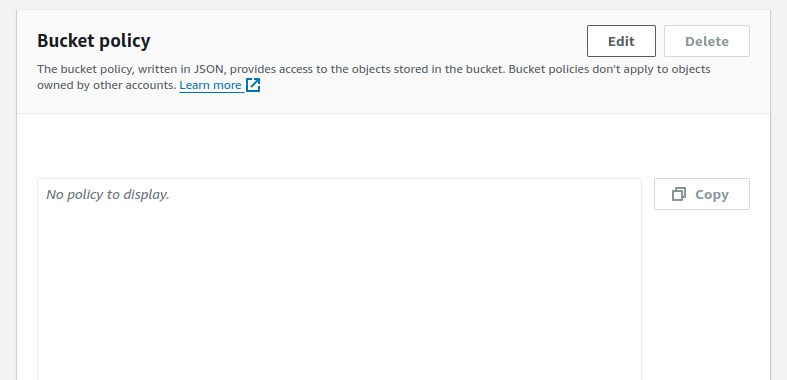 Bucket policy
Edit
Delete
The bucket policy, written in JSON, provides access to the objects stored in the bucket. Bucket policies don't apply to objects
owned by other accounts. Learn more
No policy to display.
Copy